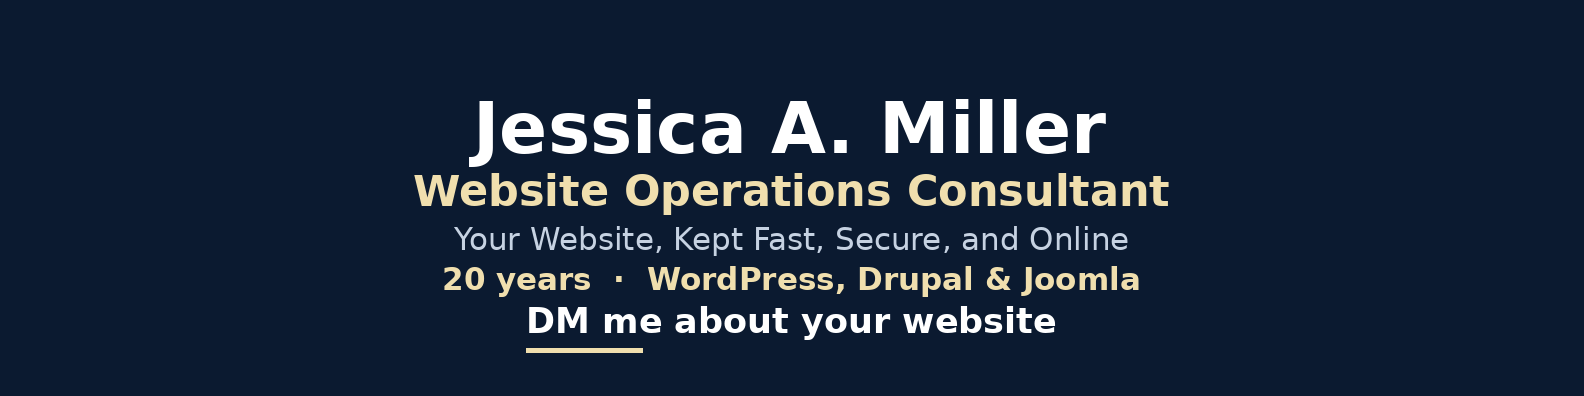 Jessica A. Miller
Website Operations Consultant
Your Website, Kept Fast, Secure, and Online
20 years · WordPress, Drupal & Joomla
DM me about your website